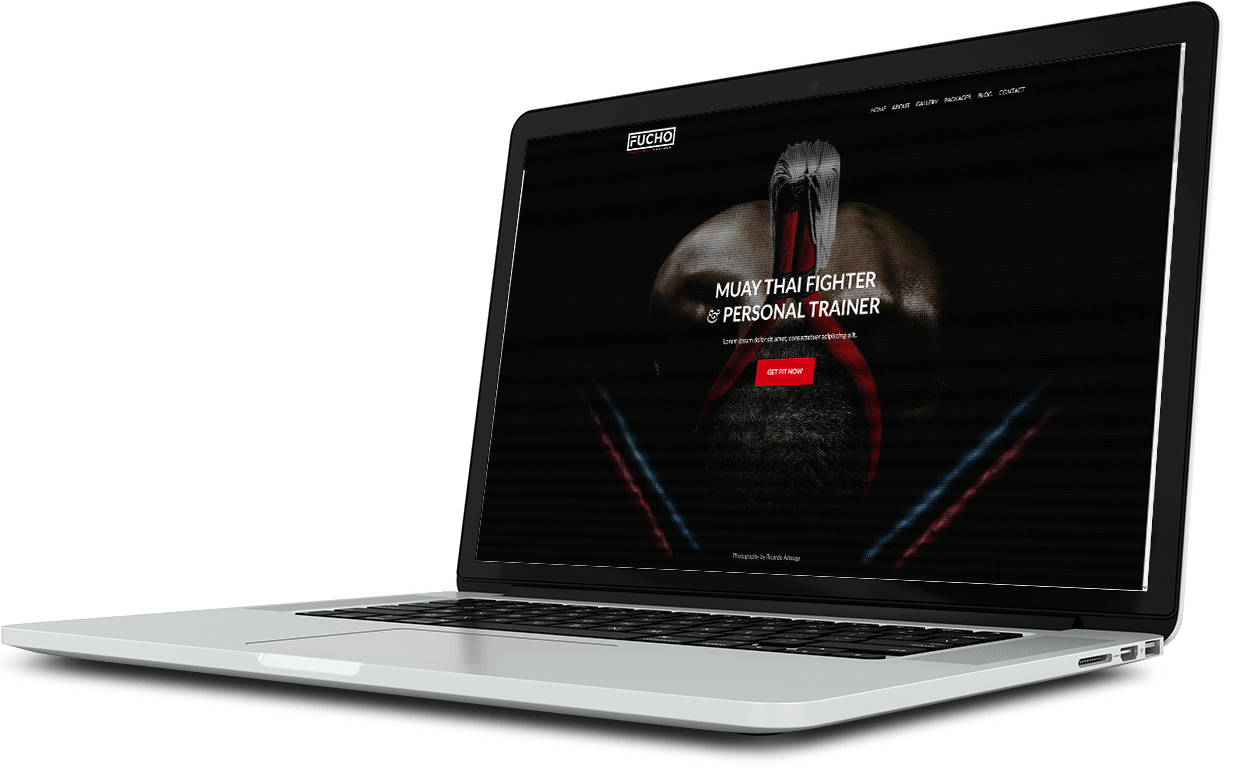 HOME ABOUT GALLERY PACKAGES BLOG CONTACT
FUCHO
MUAY THAI FIGHTER
& PERSONAL TRAINER
Lorem ipsum dolor sit amet, consectetuer adipiscing elit.
GET FIT NOW
Photography by Ricardo Arteaga